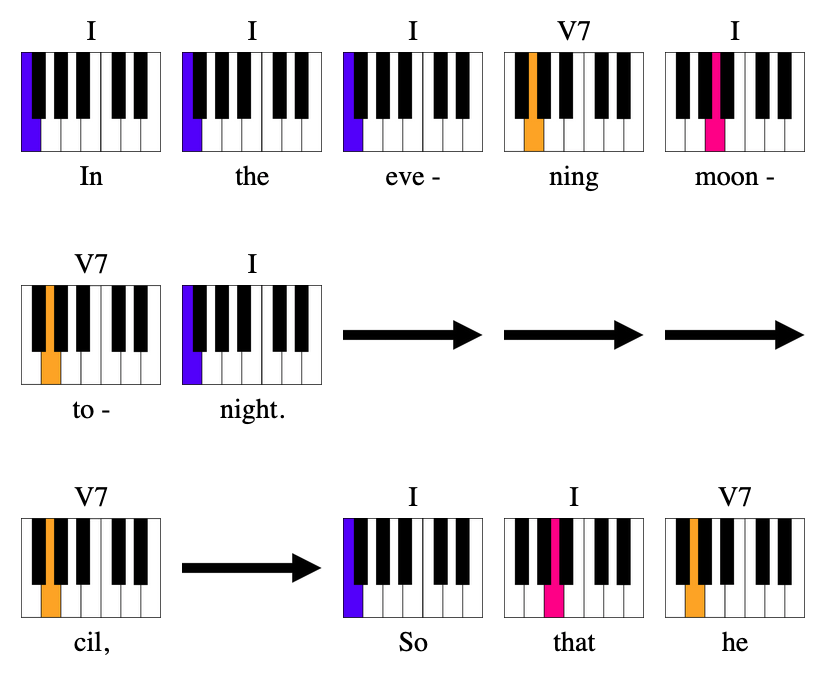 I I I V7 I
In the eve - ning moon -
V7 I
to - night.
V7 I I V7
cil, So that he